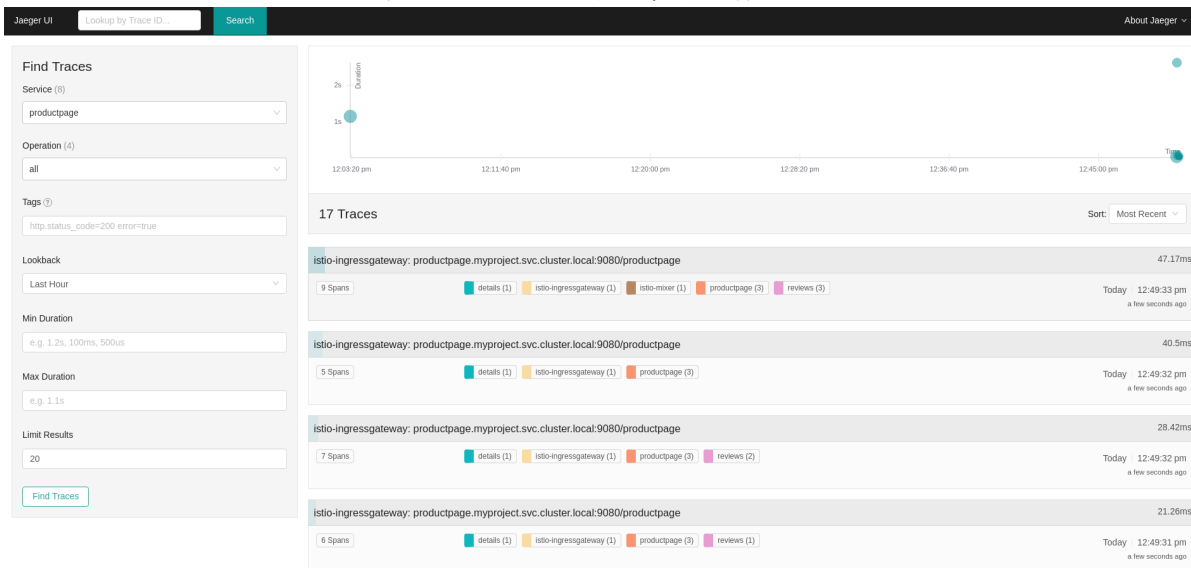 Jaeger UI
Lookup by Trace ID...
Search
About Jaeger
Find Traces
Service (8)
productpage
Operation (4)
all
Tags
http.status_code=200 error=true
Lookback
Last Hour
Min Duration
e.g. 1.2s, 100ms, 500us
Max Duration
e.g. 1.1s
Limit Results
20
Find Traces
Duration
2s
1s
Time
12:03:20 pm 12:11:40 pm 12:20:00 pm 12:28:20 pm 12:36:40 pm 12:45:00 pm
17 Traces
Sort: Most Recent
istio-ingressgateway: productpage.myproject.svc.cluster.local:9080/productpage 47.17ms
9 Spans details (1) istio-ingressgateway (1) istio-mixer (1) productpage (3) reviews (3) Today 12:49:33 pm
a few seconds ago
istio-ingressgateway: productpage.myproject.svc.cluster.local:9080/productpage 40.5ms
5 Spans details (1) istio-ingressgateway (1) productpage (3) Today 12:49:32 pm
a few seconds ago
istio-ingressgateway: productpage.myproject.svc.cluster.local:9080/productpage 28.42ms
7 Spans details (1) istio-ingressgateway (1) productpage (3) reviews (2) Today 12:49:32 pm
a few seconds ago
istio-ingressgateway: productpage.myproject.svc.cluster.local:9080/productpage 21.26ms
6 Spans details (1) istio-ingressgateway (1) productpage (3) reviews (1) Today 12:49:31 pm
a few seconds ago